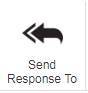 Send
Response To